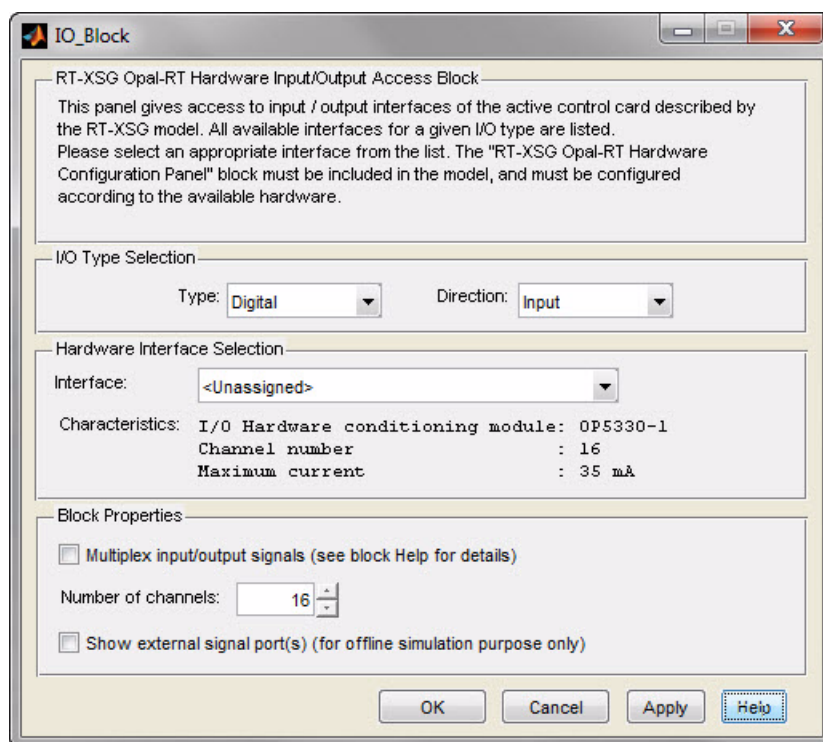 IO_Block
RT-XSG Opal-RT Hardware Input/Output Access Block
This panel gives access to input / output interfaces of the active control card described by
the RT-XSG model. All available interfaces for a given I/O type are listed.
Please select an appropriate interface from the list. The "RT-XSG Opal-RT Hardware
Configuration Panel" block must be included in the model, and must be configured
according to the available hardware.
I/O Type Selection
Type: Digital Direction: Input
Hardware Interface Selection
Interface: <Unassigned>
Characteristics: I/O Hardware conditioning module: OP5330-1
Channel number : 16
Maximum current : 35 mA
Block Properties
Multiplex input/output signals (see block Help for details)
Number of channels: 16
Show external signal port(s) (for offline simulation purpose only)
OK Cancel Apply Help